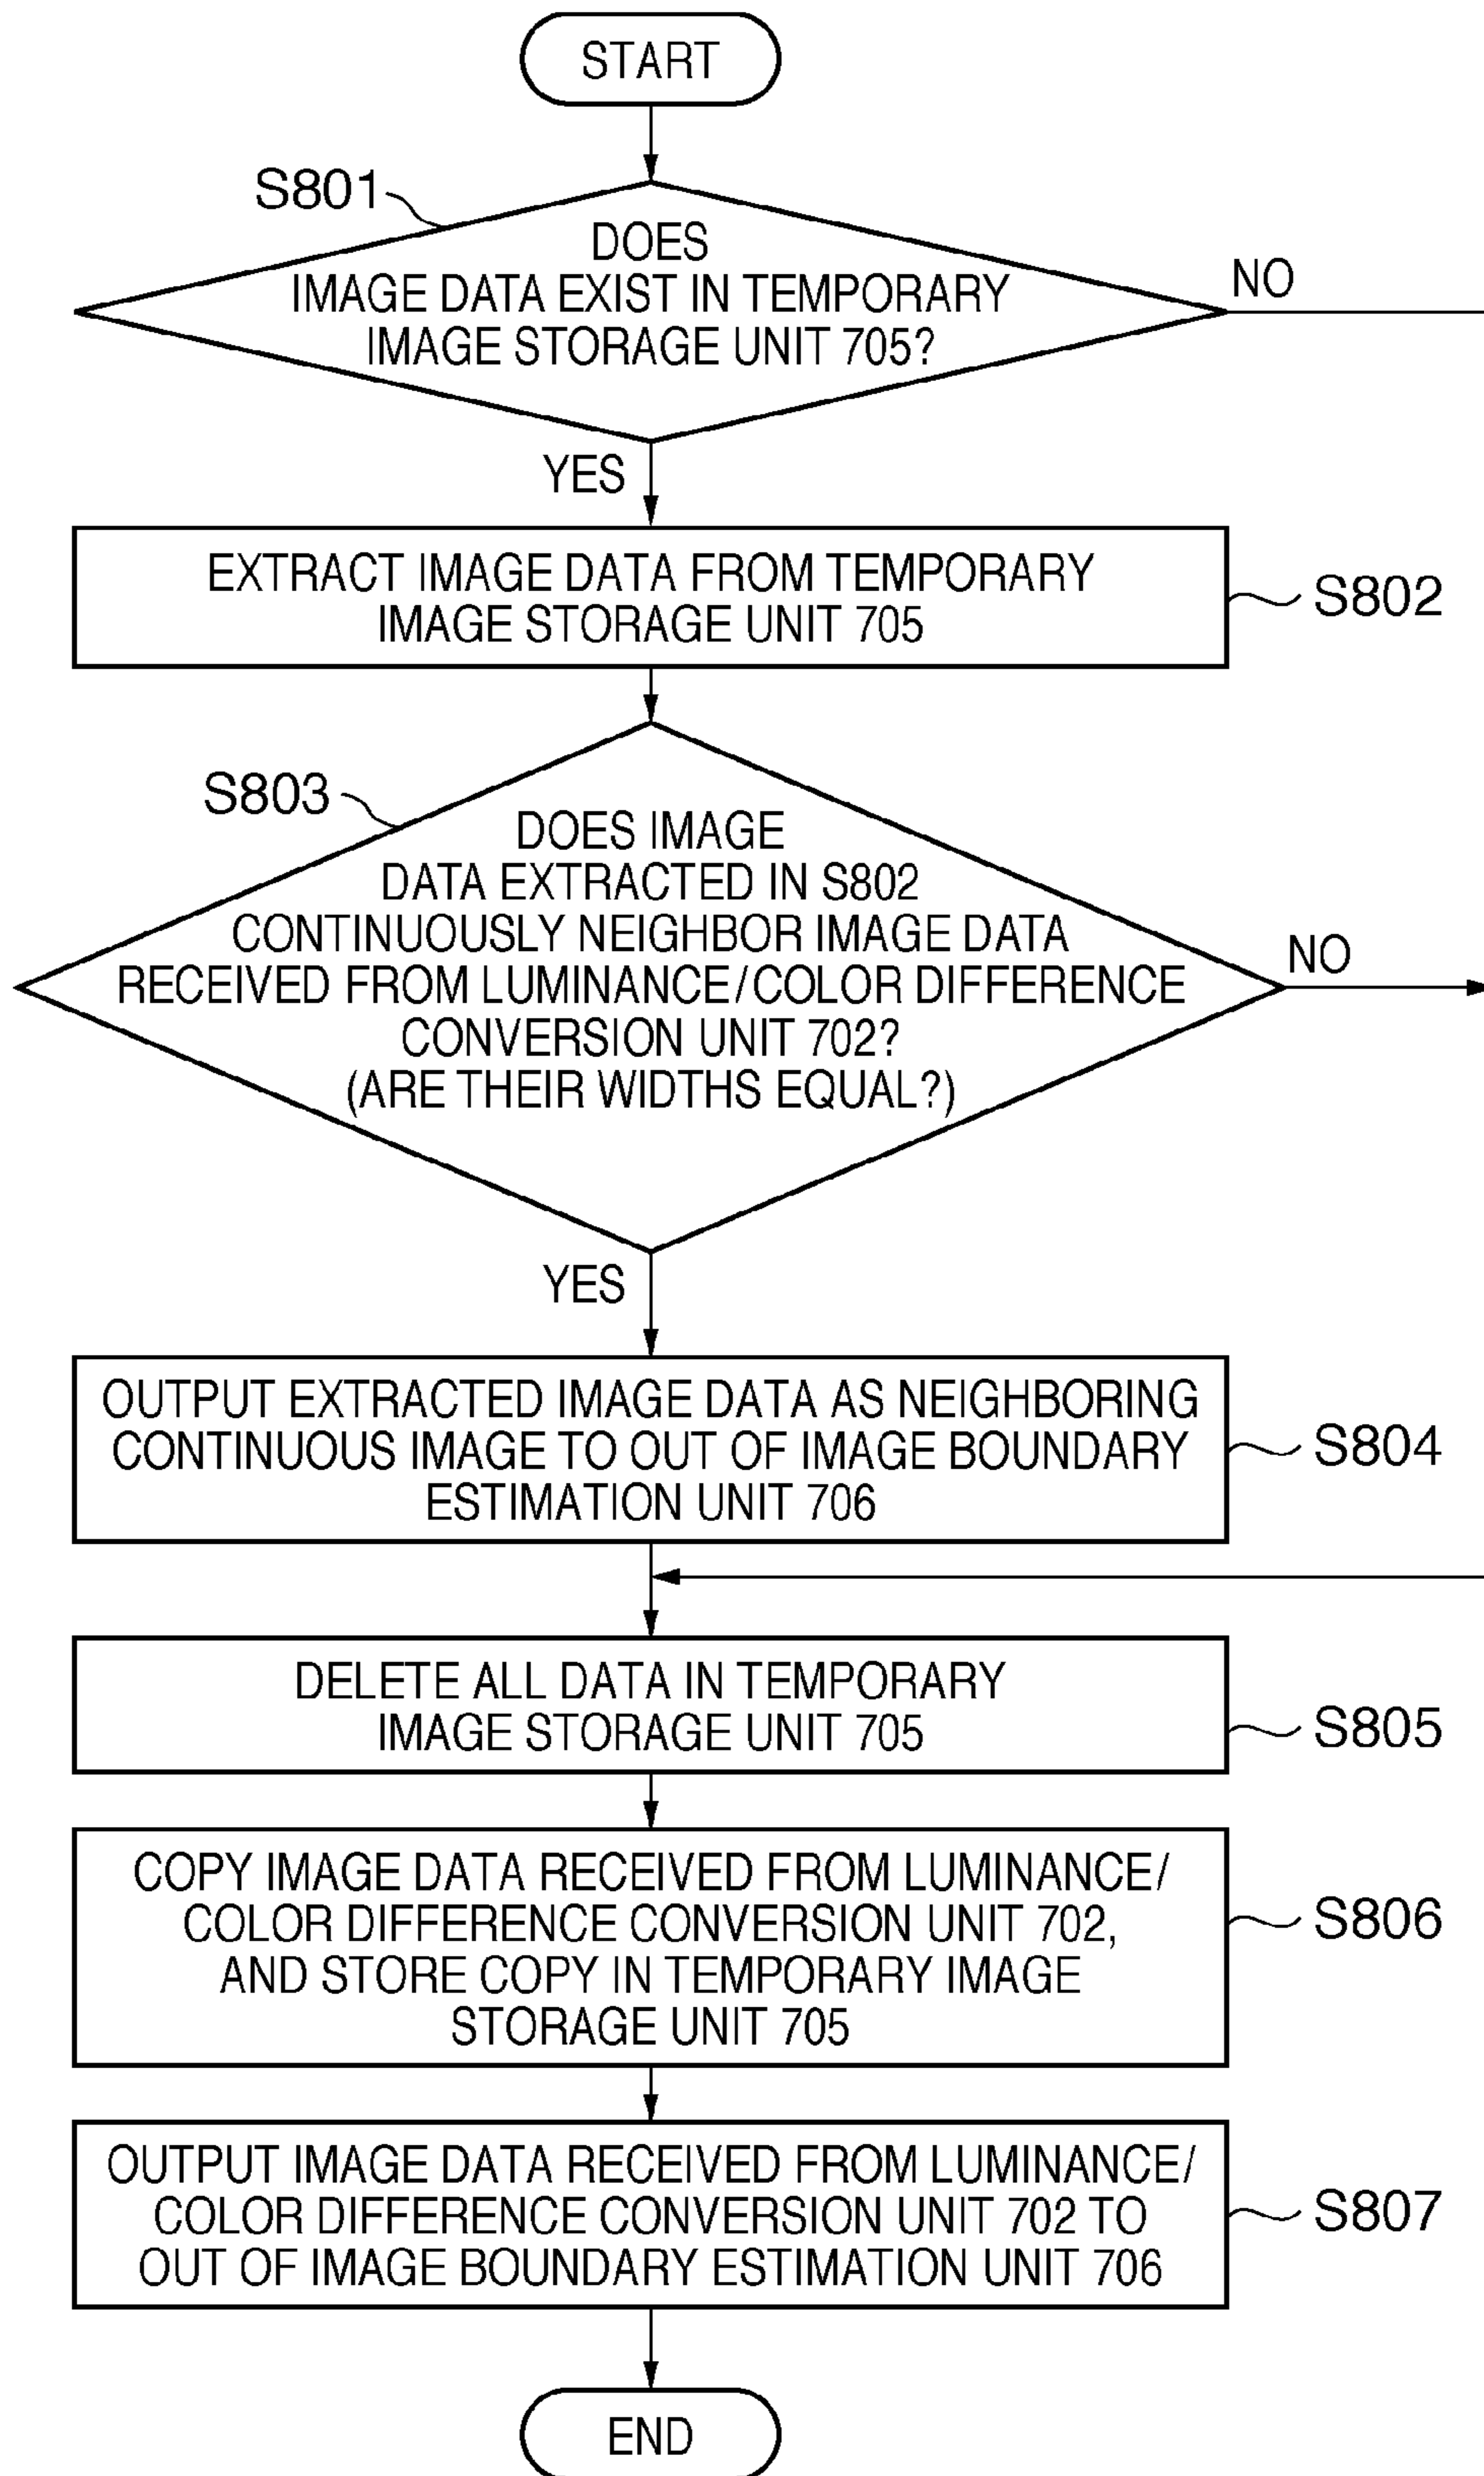 START
S801
DOES
IMAGE DATA EXIST IN TEMPORARY
IMAGE STORAGE UNIT 705?
NO
YES
EXTRACT IMAGE DATA FROM TEMPORARY
IMAGE STORAGE UNIT 705
S802
S803
DOES IMAGE
DATA EXTRACTED IN S802
CONTINUOUSLY NEIGHBOR IMAGE DATA
RECEIVED FROM LUMINANCE/COLOR DIFFERENCE
CONVERSION UNIT 702?
(ARE THEIR WIDTHS EQUAL?)
NO
YES
OUTPUT EXTRACTED IMAGE DATA AS NEIGHBORING
CONTINUOUS IMAGE TO OUT OF IMAGE BOUNDARY
ESTIMATION UNIT 706
S804
DELETE ALL DATA IN TEMPORARY
IMAGE STORAGE UNIT 705
S805
COPY IMAGE DATA RECEIVED FROM LUMINANCE/
COLOR DIFFERENCE CONVERSION UNIT 702,
AND STORE COPY IN TEMPORARY IMAGE
STORAGE UNIT 705
S806
OUTPUT IMAGE DATA RECEIVED FROM LUMINANCE/
COLOR DIFFERENCE CONVERSION UNIT 702 TO
OUT OF IMAGE BOUNDARY ESTIMATION UNIT 706
S807
END